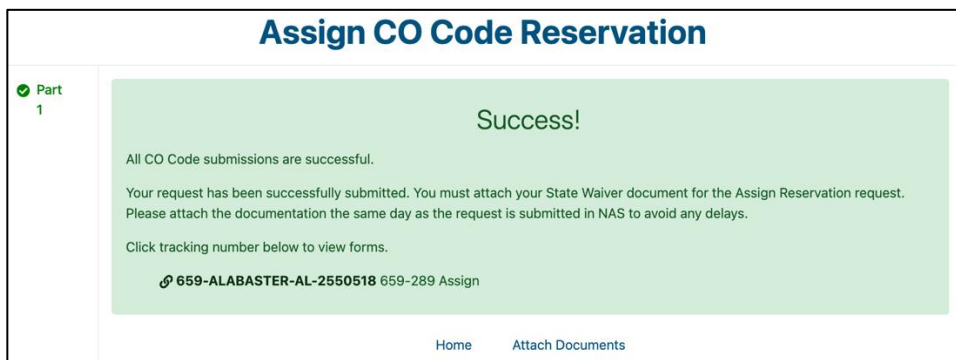 Assign CO Code Reservation
Part
1
Success!
All CO Code submissions are successful.
Your request has been successfully submitted. You must attach your State Waiver document for the Assign Reservation request.
Please attach the documentation the same day as the request is submitted in NAS to avoid any delays.
Click tracking number below to view forms.
659-ALABASTER-AL-2550518 659-289 Assign
Home Attach Documents